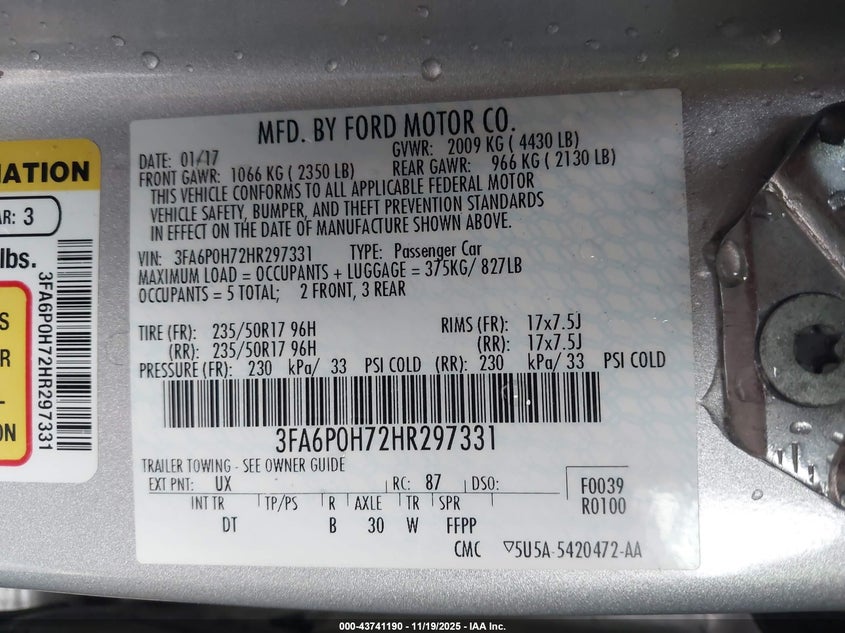 MFD. BY FORD MOTOR CO.
DATE: 01/17 GVWR: 2009 KG ( 4430 LB)
FRONT GAWR: 1066 KG ( 2350 LB) REAR GAWR: 966 KG ( 2130 LB)
THIS VEHICLE CONFORMS TO ALL APPLICABLE FEDERAL MOTOR
VEHICLE SAFETY, BUMPER, AND THEFT PREVENTION STANDARDS
IN EFFECT ON THE DATE OF MANUFACTURE SHOWN ABOVE.
VIN: 3FA6P0H72HR297331 TYPE: Passenger Car
MAXIMUM LOAD = OCCUPANTS + LUGGAGE = 375KG/ 827LB
OCCUPANTS = 5 TOTAL; 2 FRONT, 3 REAR
TIRE (FR): 235/50R17 96H RIMS (FR): 17x7.5J
(RR): 235/50R17 96H (RR): 17x7.5J
PRESSURE (FR): 230 kPa/ 33 PSI COLD (RR): 230 kPa/ 33 PSI COLD
3FA6P0H72HR297331
TRAILER TOWING - SEE OWNER GUIDE
EXT PNT: UX RC: 87 DSO: F0039
R0100
INT TR TP/PS R AXLE TR SPR
DT B 30 W FFPP
CMC ▽5U5A-5420472-AA
MATION
AR: 3
lbs.
3FA6P0H72HR297331
S
R
-
ON
000-43741190 - 11/19/2025 - IAA Inc.